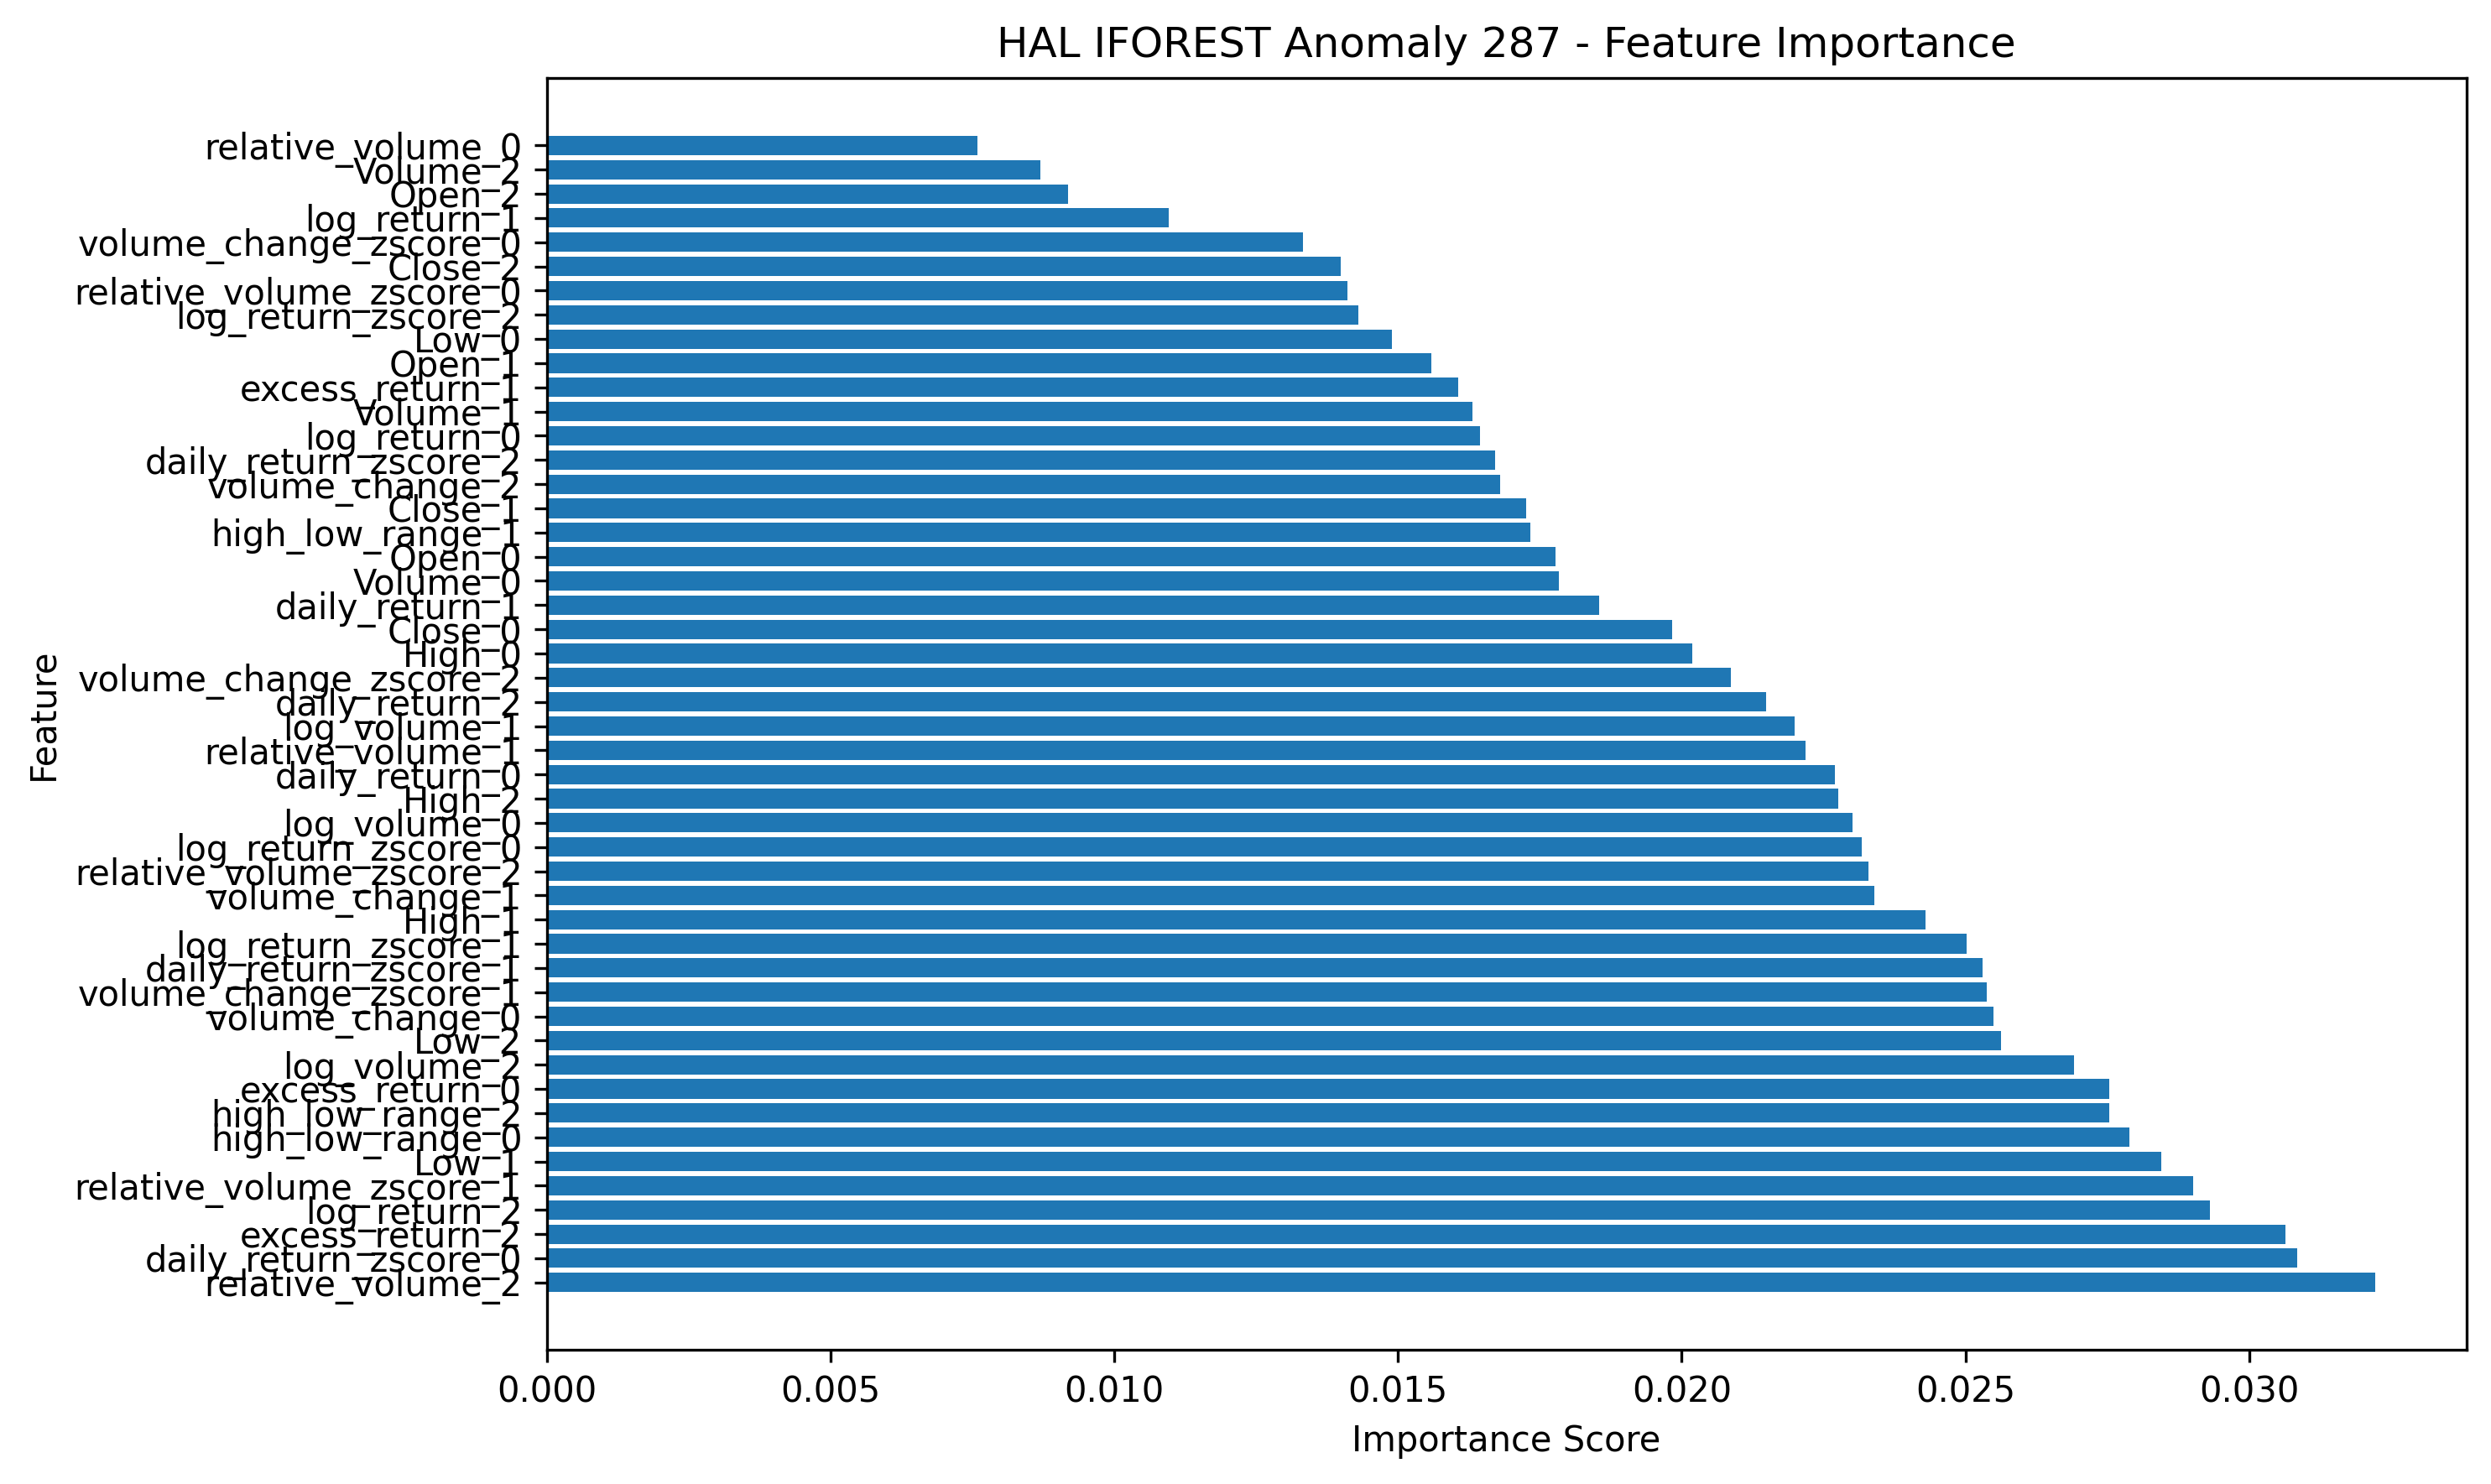 HAL IFOREST Anomaly 287 - Feature Importance
relative_volume_0
Volume_2
Open_2
log_return_1
volume_change_zscore_0
Close_2
relative_volume_zscore_0
log_return_zscore_2
Low_0
Open_1
excess_return_1
Volume_1
log_return_0
daily_return_zscore_2
volume_change_2
Close_1
high_low_range_1
Open_0
Volume_0
daily_return_1
Close_0
High_0
volume_change_zscore_2
daily_return_2
log_volume_1
relative_volume_1
daily_return_0
High_2
log_volume_0
log_return_zscore_0
relative_volume_zscore_2
volume_change_1
High_1
log_return_zscore_1
daily_return_zscore_1
volume_change_zscore_1
volume_change_0
Low_2
log_volume_2
excess_return_0
high_low_range_2
high_low_range_0
Low_1
relative_volume_zscore_1
log_return_2
excess_return_2
daily_return_zscore_0
relative_volume_2
Feature
0.000 0.005 0.010 0.015 0.020 0.025 0.030
Importance Score